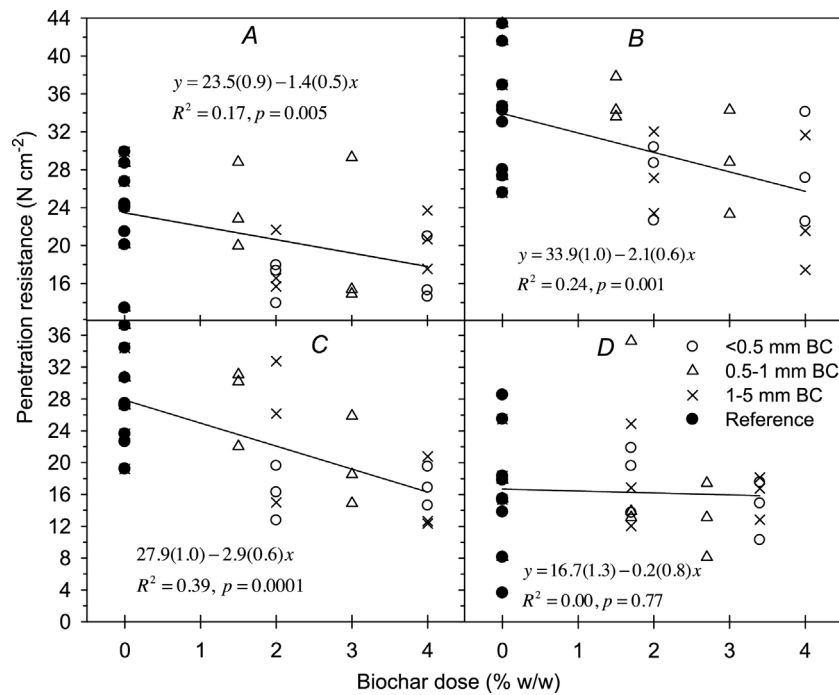 Penetration resistance (N cm⁻²)
44
40
36
32
28
24
20
16
A
y = 23.5(0.9) − 1.4(0.5)x
R² = 0.17, p = 0.005
B
y = 33.9(1.0) − 2.1(0.6)x
R² = 0.24, p = 0.001
36
32
28
24
20
16
12
8
4
0
C
27.9(1.0) − 2.9(0.6)x
R² = 0.39, p = 0.0001
D
<0.5 mm BC
0.5-1 mm BC
1-5 mm BC
Reference
y = 16.7(1.3) − 0.2(0.8)x
R² = 0.00, p = 0.77
0 1 2 3 4 0 1 2 3 4
Biochar dose (% w/w)